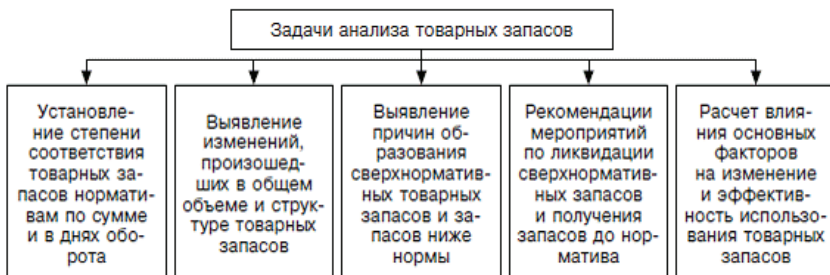 Задачи анализа товарных запасов
Установле-
ние степени
соответствия
товарных за-
пасов нормати-
вам по сумме
и в днях обо-
рота
Выявление
изменений,
произошед-
ших в общем
объеме и струк-
туре товарных
запасов
Выявление
причин об-
разования
сверхнорматив-
ных товарных
запасов и за-
пасов ниже
нормы
Рекомендации
мероприятий
по ликвидации
сверхнорматив-
ных запасов
и получения
запасов до нор-
матива
Расчет влия-
ния основных
факторов
на изменение
и эффектив-
ность использо-
вания товарных
запасов